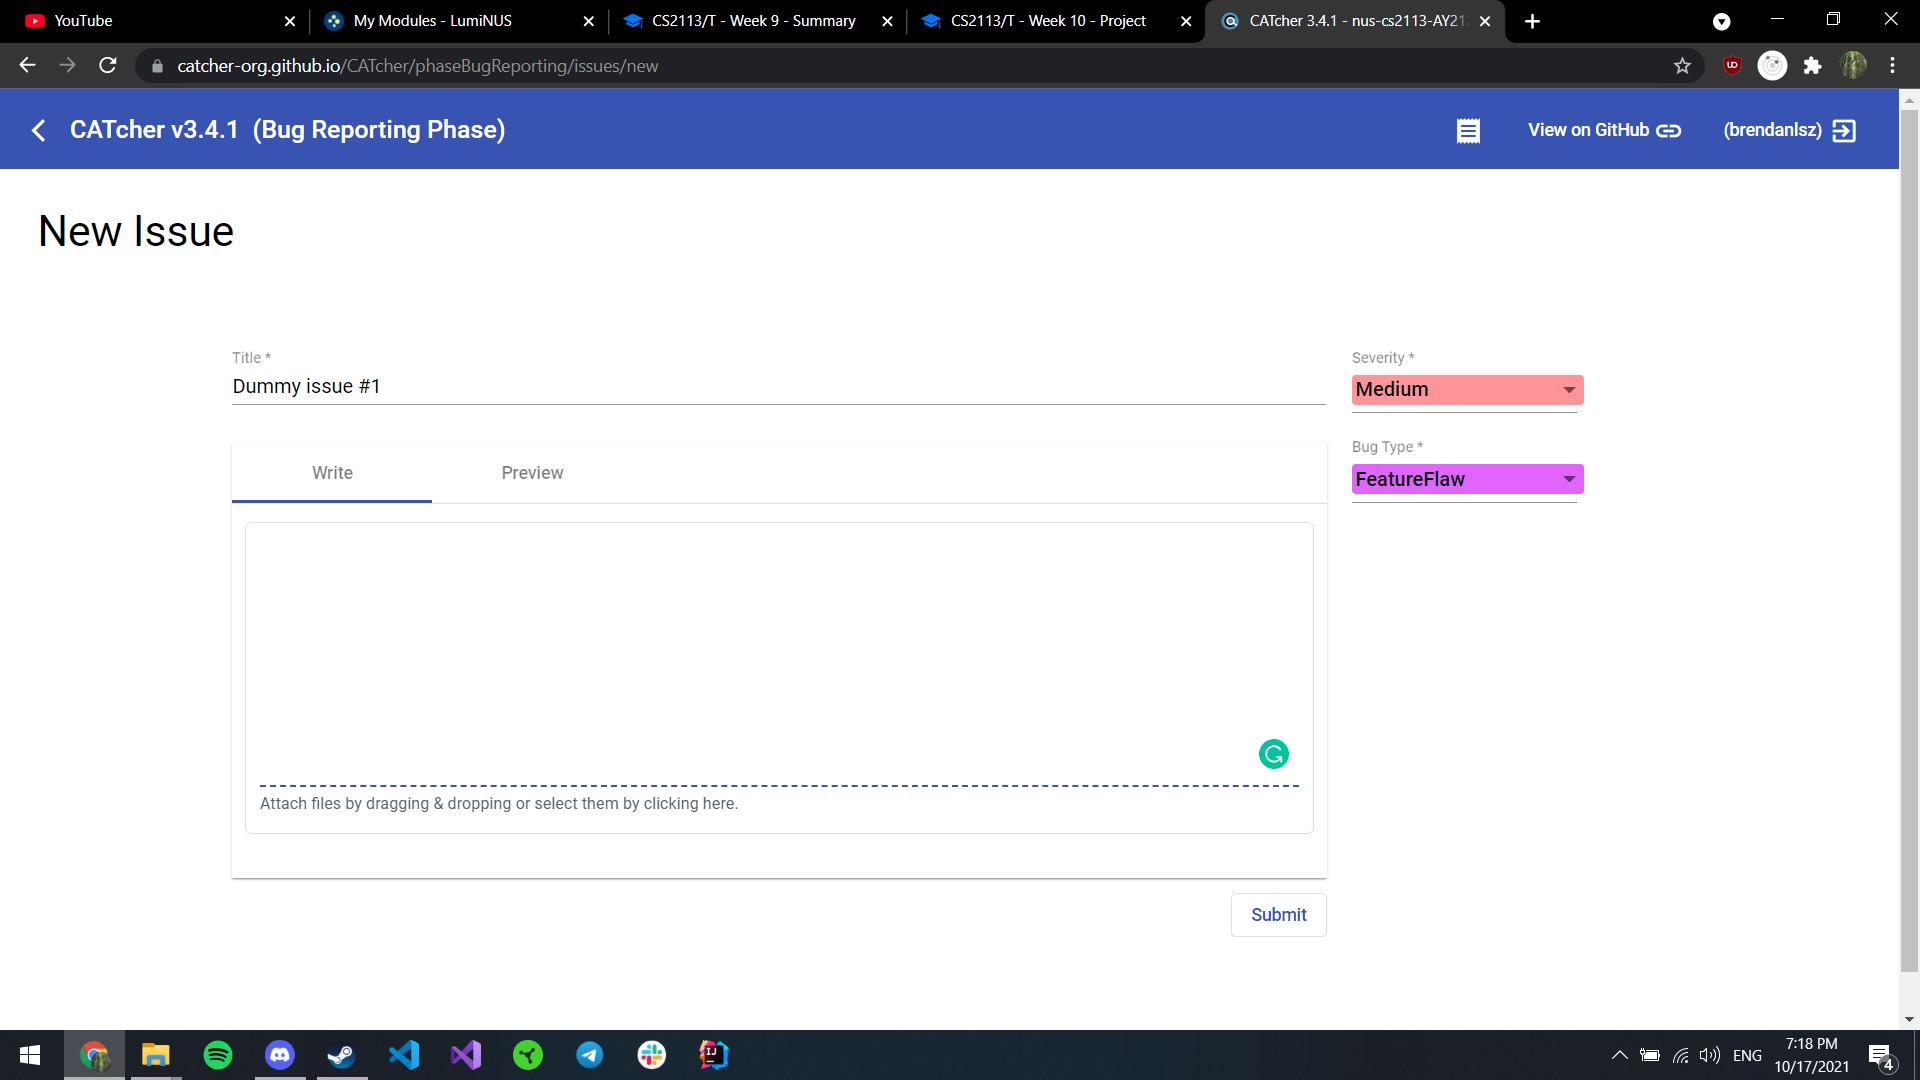 YouTube
My Modules - LumiNUS
CS2113/T - Week 9 - Summary
CS2113/T - Week 10 - Project
CATcher 3.4.1 - nus-cs2113-AY21
catcher-org.github.io/CATcher/phaseBugReporting/issues/new
CATcher v3.4.1 (Bug Reporting Phase)
View on GitHub
(brendanlsz)
New Issue
Title *
Dummy issue #1
Severity *
Medium
Bug Type *
FeatureFlaw
Write
Preview
Attach files by dragging & dropping or select them by clicking here.
Submit
ENG
7:18 PM
10/17/2021
4